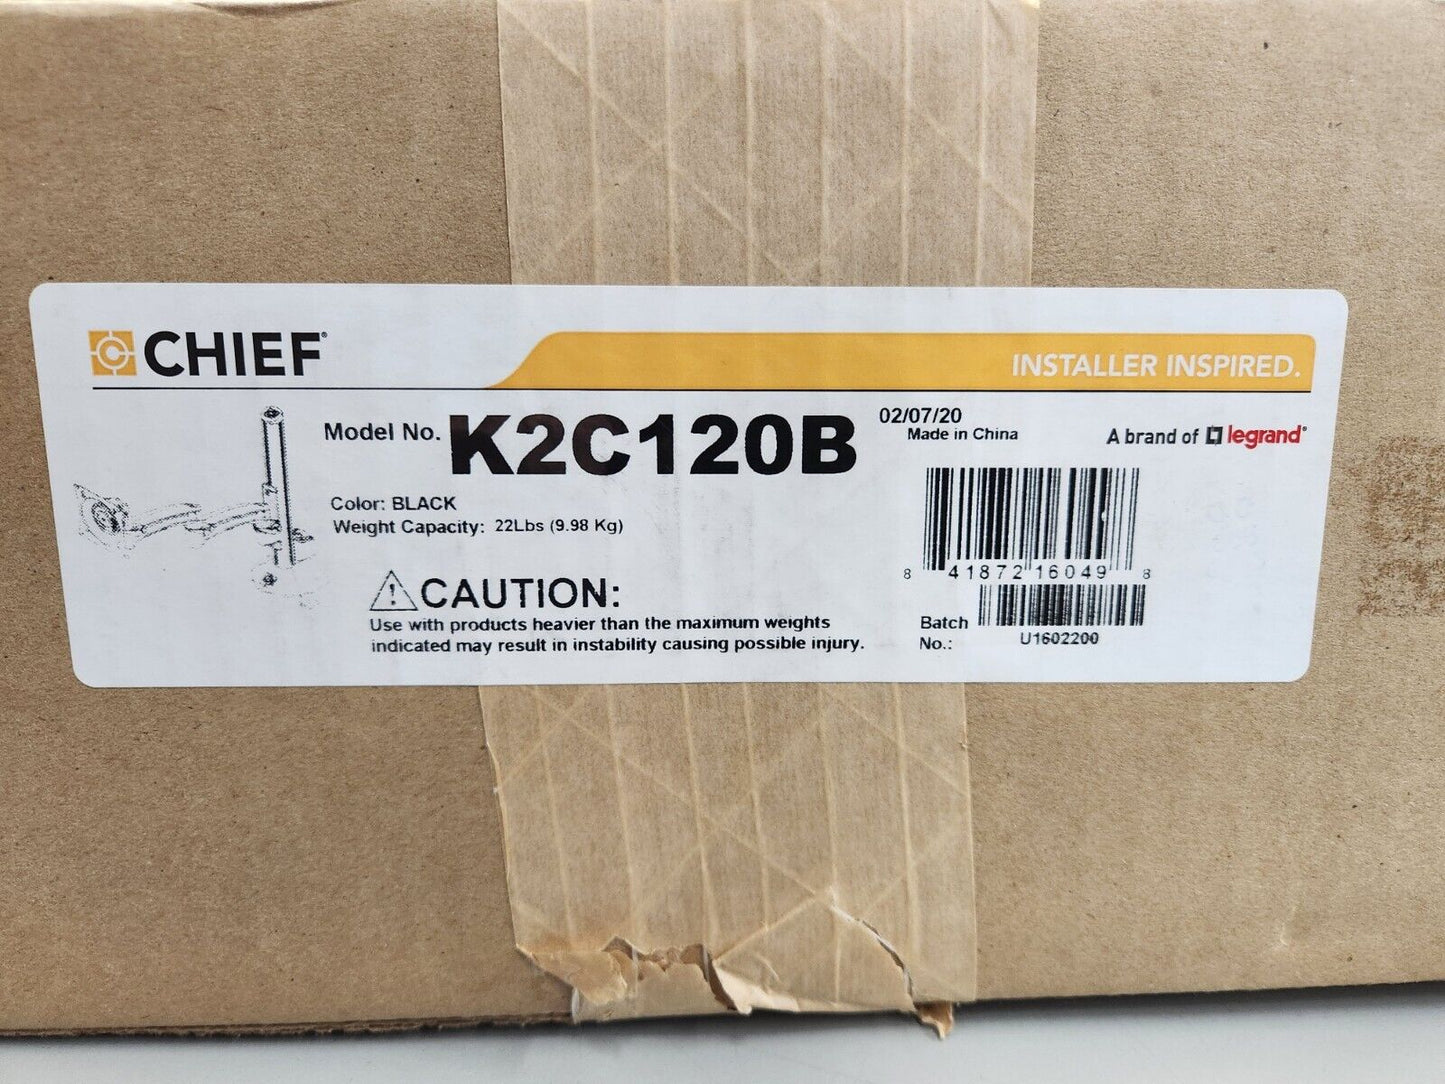 CHIEF®
INSTALLER INSPIRED.
Model No. K2C120B
02/07/20
Made in China
A brand of legrand®
Color: BLACK
Weight Capacity: 22Lbs (9.98 Kg)
8 41872 16049 8
CAUTION:
Use with products heavier than the maximum weights
indicated may result in instability causing possible injury.
Batch
No.:
U1602200